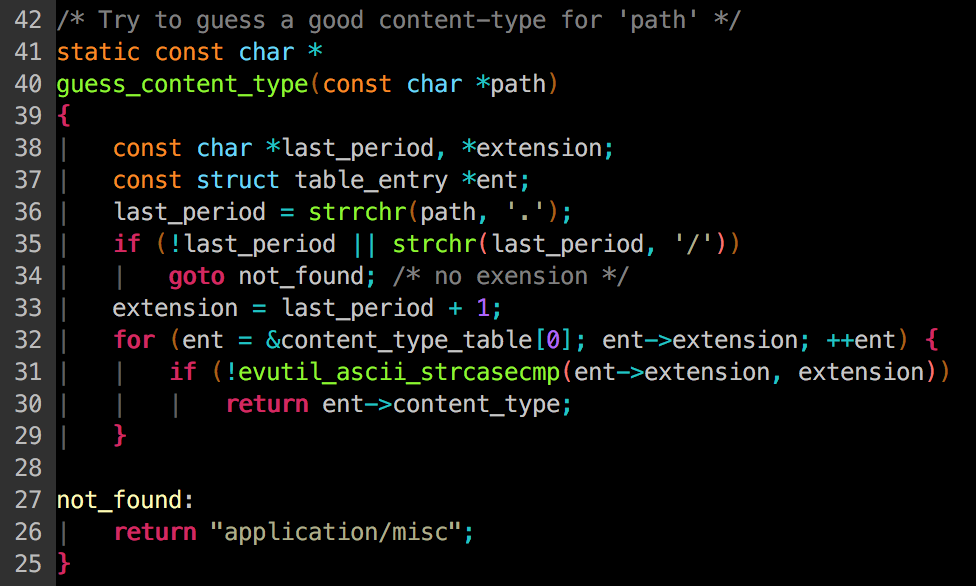 42 /* Try to guess a good content-type for 'path' */
41 static const char *
40 guess_content_type(const char *path)
39 {
38 |   const char *last_period, *extension;
37 |   const struct table_entry *ent;
36 |   last_period = strrchr(path, '.');
35 |   if (!last_period || strchr(last_period, '/'))
34 |   |   goto not_found; /* no exension */
33 |   extension = last_period + 1;
32 |   for (ent = &content_type_table[0]; ent->extension; ++ent) {
31 |   |   if (!evutil_ascii_strcasecmp(ent->extension, extension))
30 |   |   |   return ent->content_type;
29 |   }
28
27 not_found:
26 |   return "application/misc";
25 }